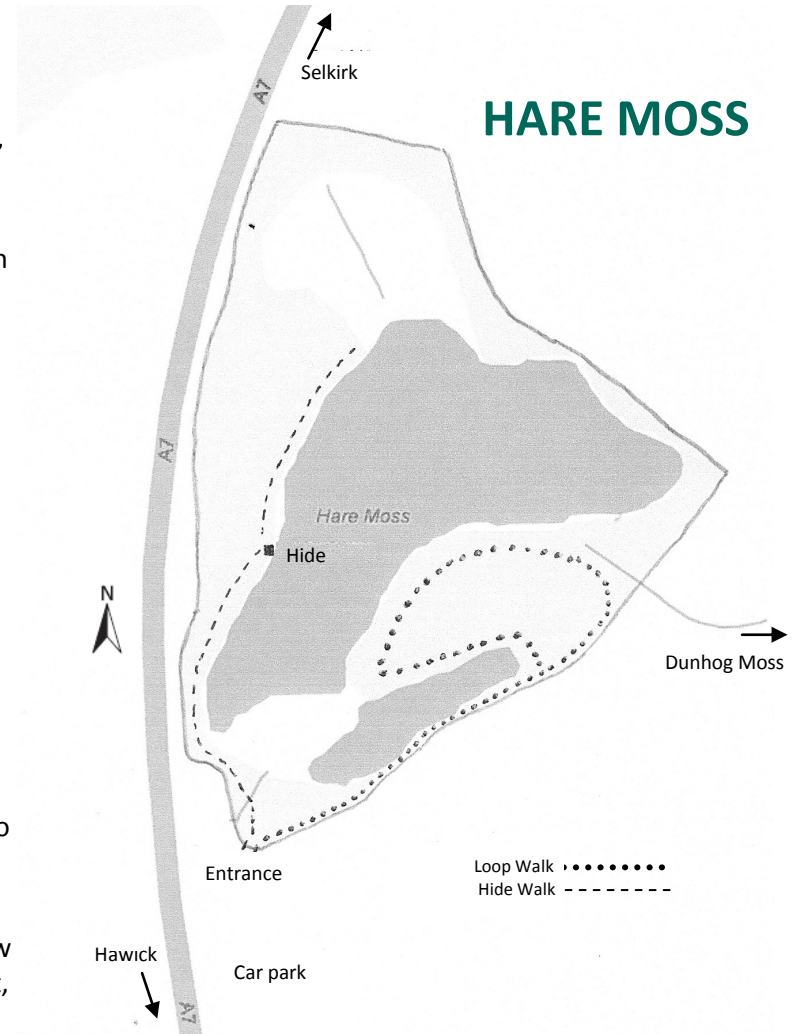 A7
Selkirk
HARE MOSS
,
n
A7
Hare Moss
Hide
N
Dunhog Moss
o
Entrance
Loop Walk
Hide Walk
w
Hawick
Car park
,
A7